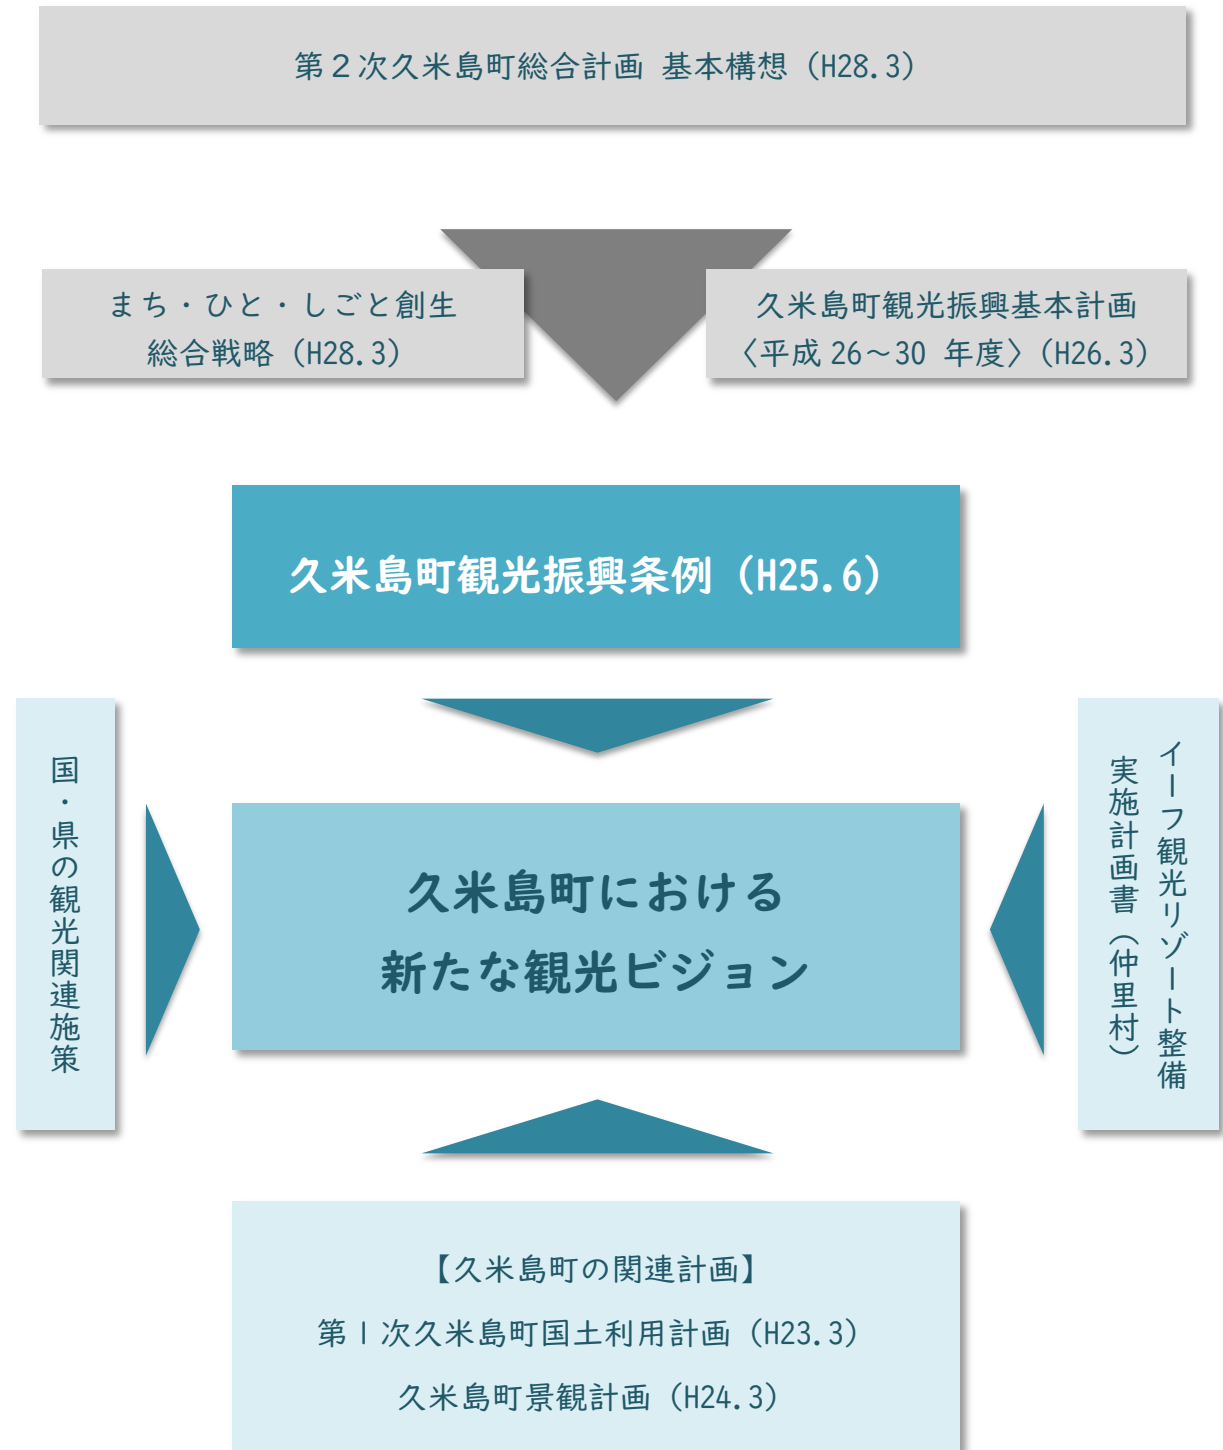 第２次久米島町総合計画 基本構想（H28.3）
まち・ひと・しごと創生
総合戦略（H28.3）
久米島町観光振興基本計画
〈平成26～30 年度〉（H26.3）
久米島町観光振興条例（H25.6）
国・県の観光関連施策
久米島町における
新たな観光ビジョン
イーフ観光リゾート整備
実施計画書（仲里村）
【久米島町の関連計画】
第１次久米島町国土利用計画（H23.3）
久米島町景観計画（H24.3）